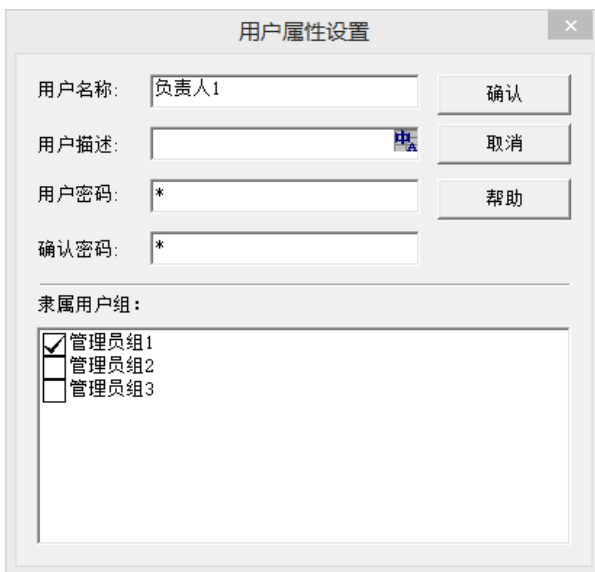 用户属性设置
用户名称: 负责人1 确认
用户描述: 取消
用户密码: * 帮助
确认密码: *
隶属用户组:
管理员组1
管理员组2
管理员组3